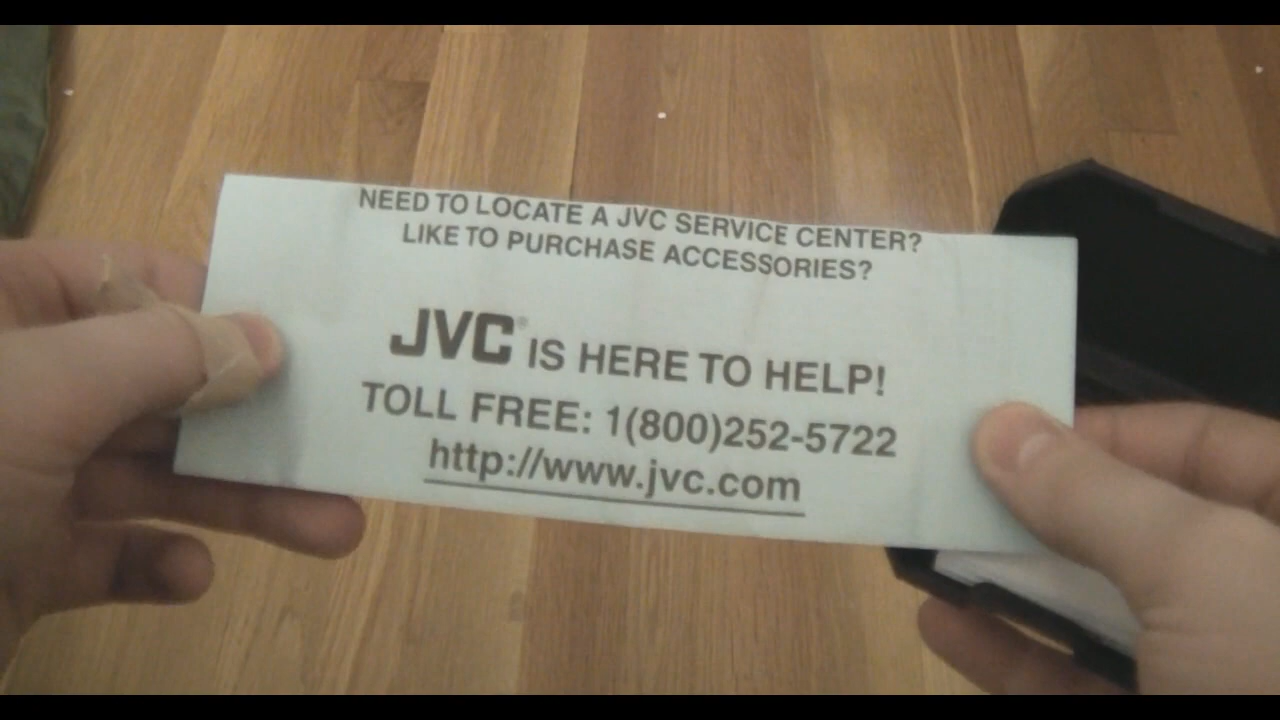 NEED TO LOCATE A JVC SERVICE CENTER?
LIKE TO PURCHASE ACCESSORIES?
JVC® IS HERE TO HELP!
TOLL FREE: 1(800)252-5722
http://www.jvc.com